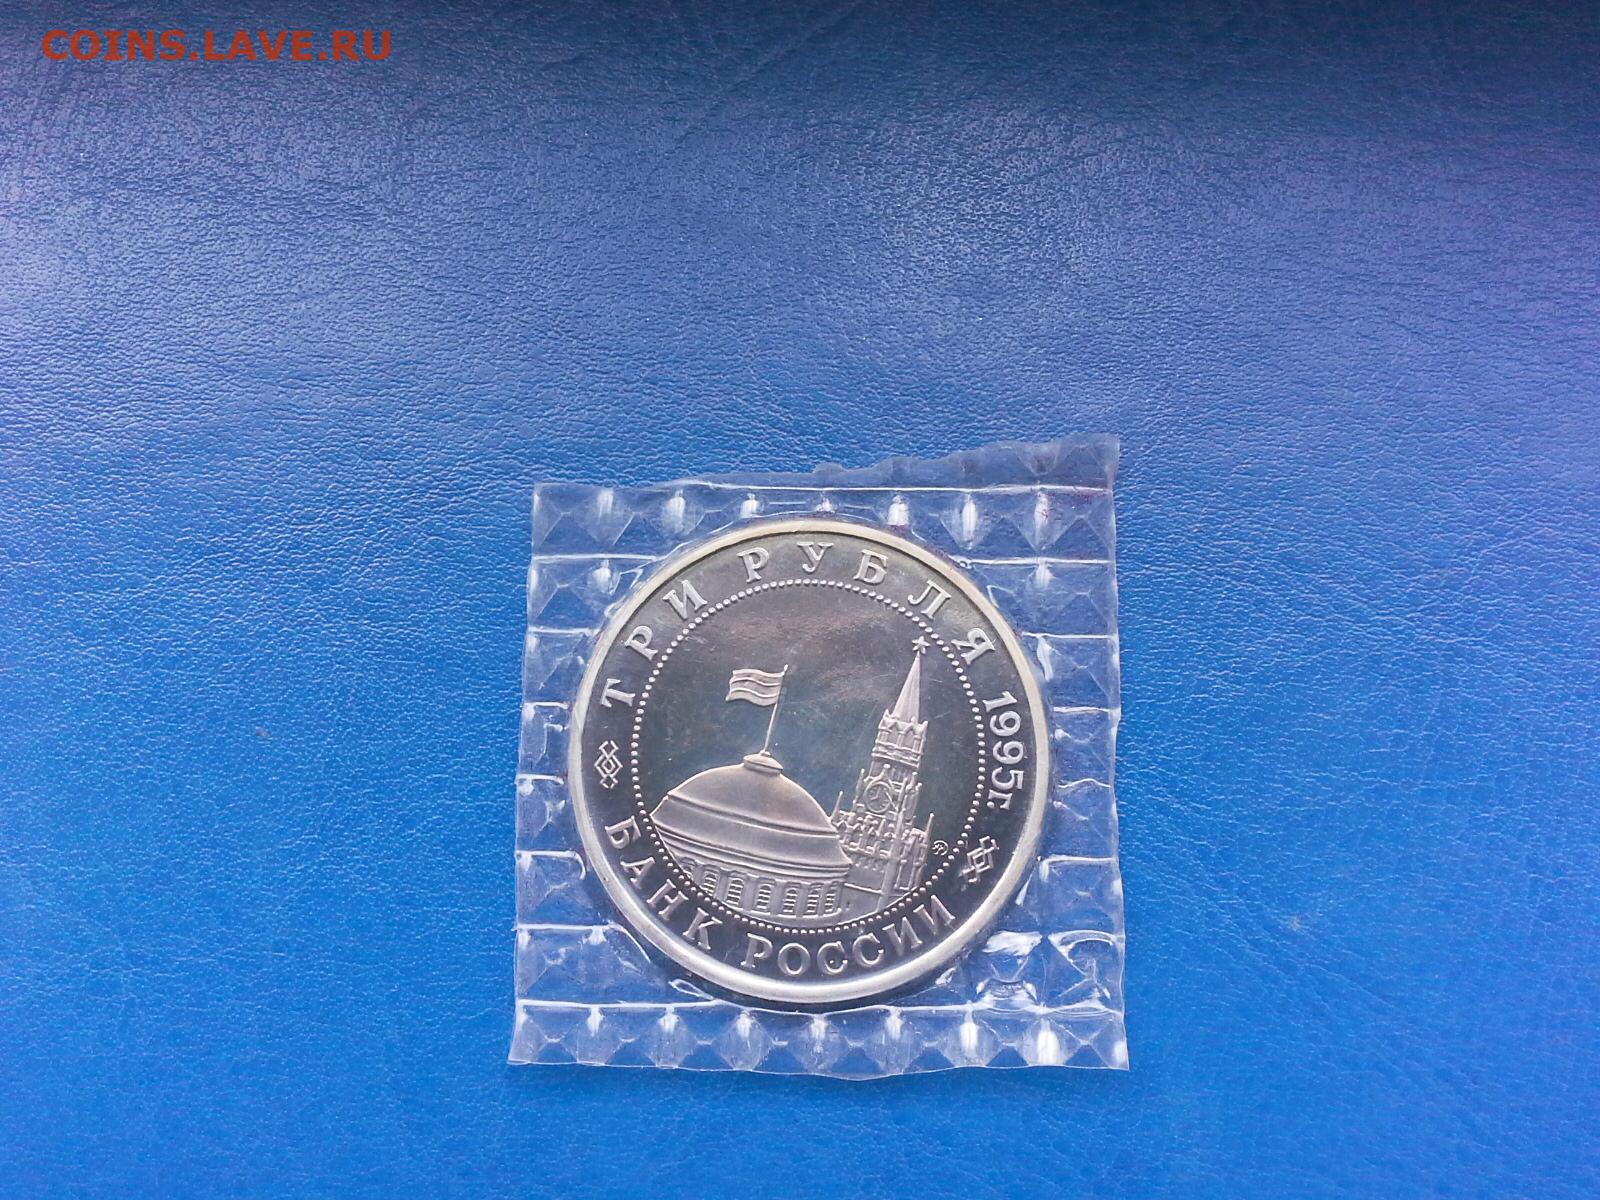 COINS.LAVE.RU
ТРИ РУБЛЯ
1995г.
БАНК РОССИИ